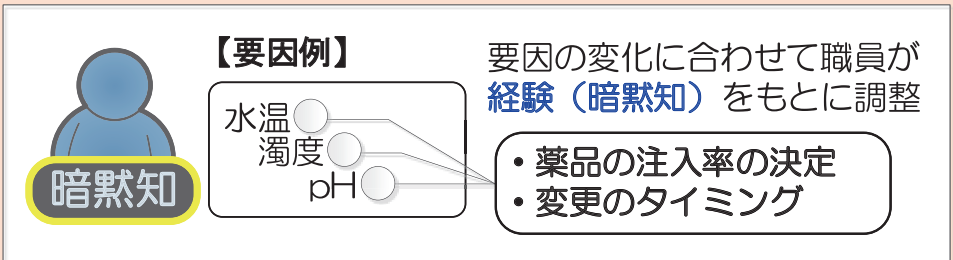 暗黙知
【要因例】
水温
濁度
pH
要因の変化に合わせて職員が
経験（暗黙知）をもとに調整
・薬品の注入率の決定
・変更のタイミング